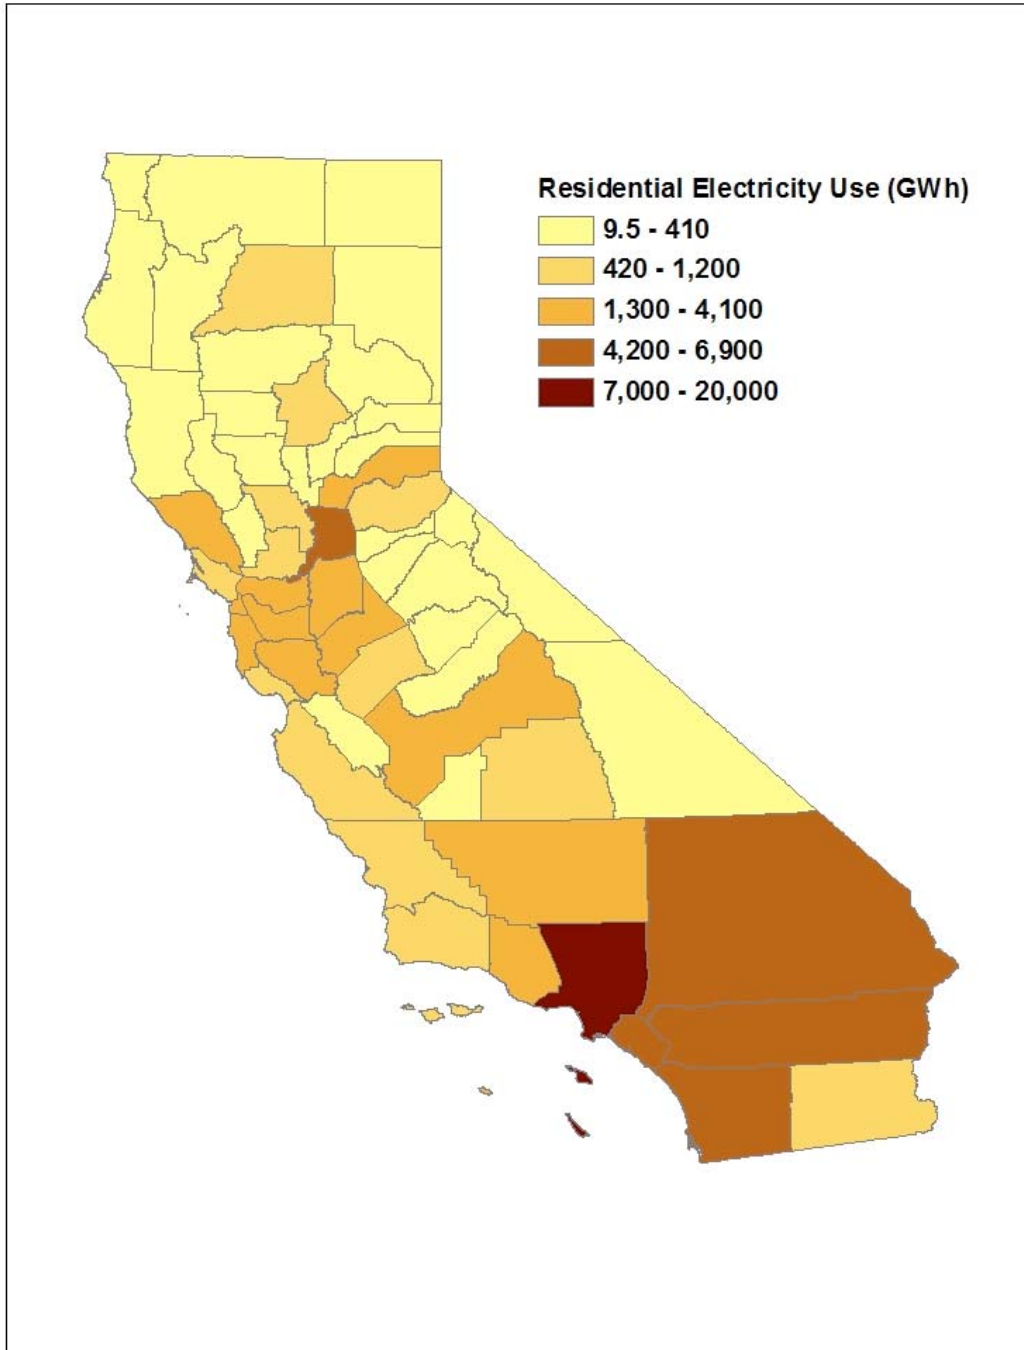 Residential Electricity Use (GWh)
9.5 - 410
420 - 1,200
1,300 - 4,100
4,200 - 6,900
7,000 - 20,000